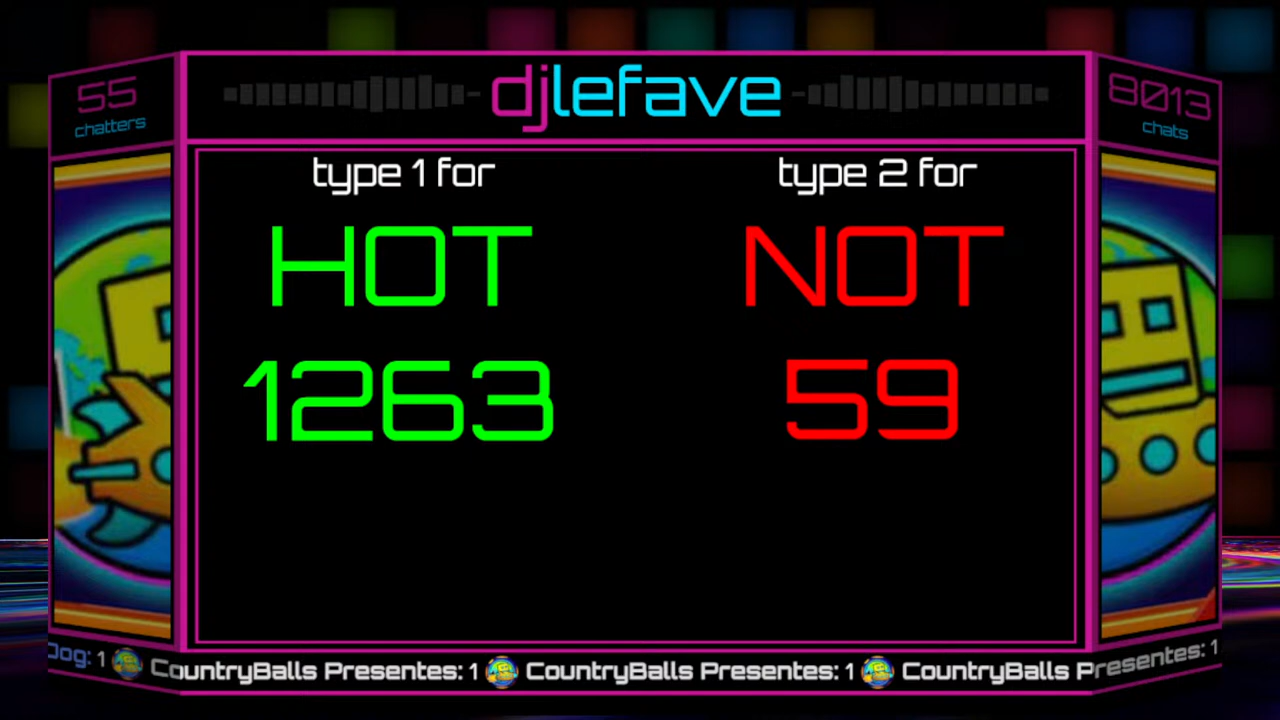 55
chatters
djlefave
8013
chats
type 1 for
HOT
1263
type 2 for
NOT
59
Dog: 1 CountryBalls Presentes: 1 CountryBalls Presentes: 1 CountryBalls Presentes: 1